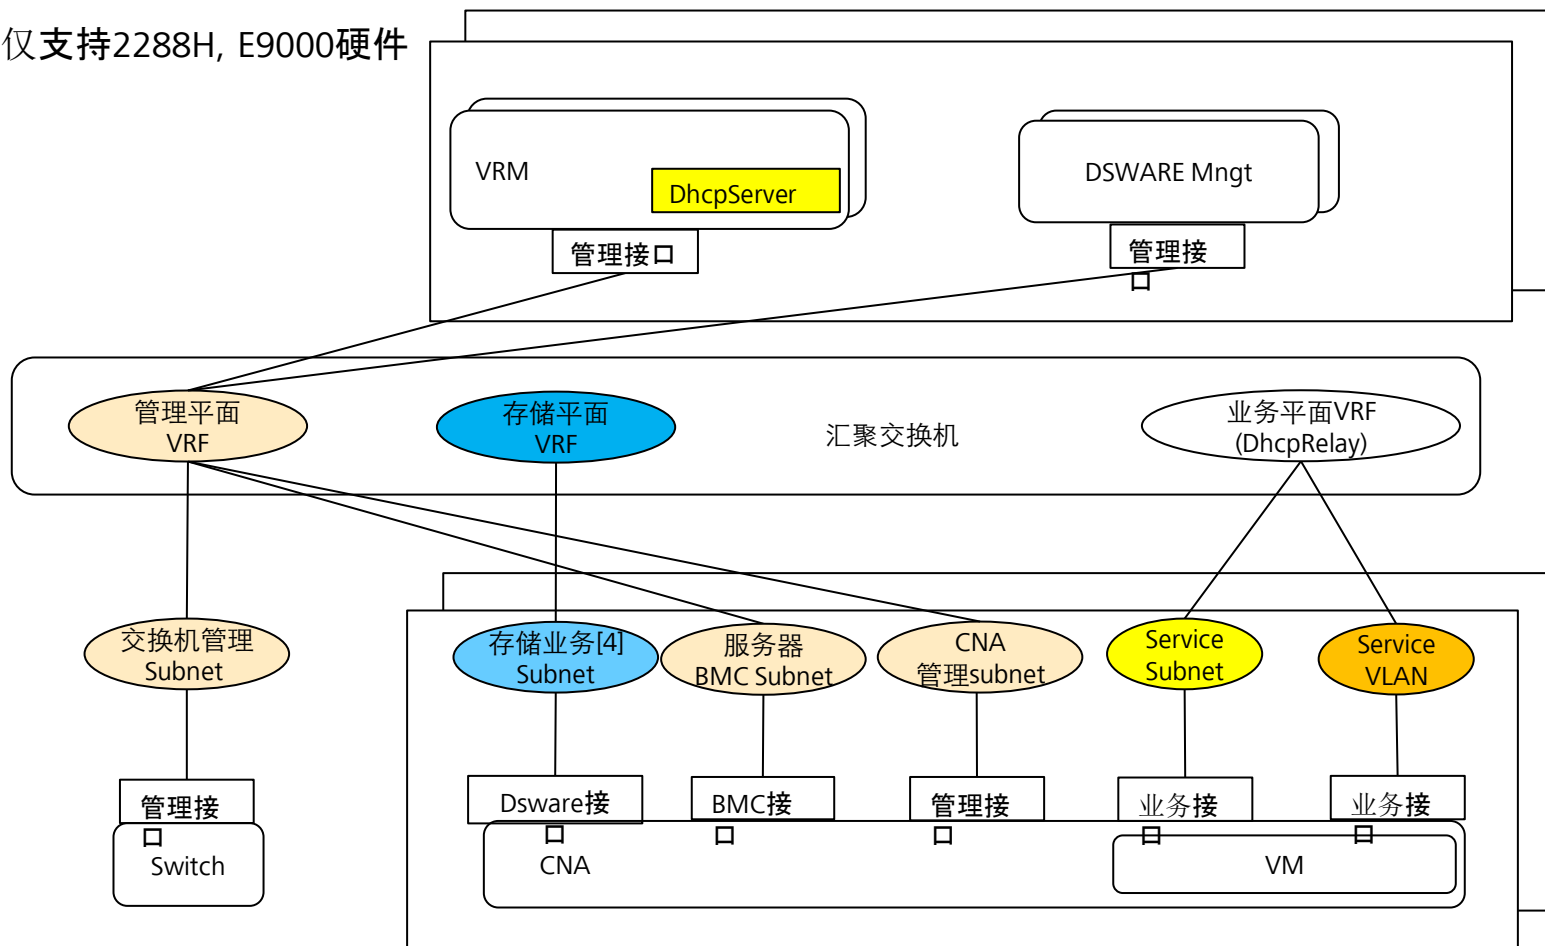 仅支持2288H, E9000硬件
VRM
DhcpServer
DSWARE Mngt
管理接口
管理接
口
管理平面
VRF
存储平面
VRF
汇聚交换机
业务平面VRF
(DhcpRelay)
交换机管理
Subnet
存储业务[4]
Subnet
服务器
BMC Subnet
CNA
管理subnet
Service
Subnet
Service
VLAN
管理接
口
Dsware接
口
BMC接
口
管理接
口
业务接
口
业务接
口
Switch
CNA
VM